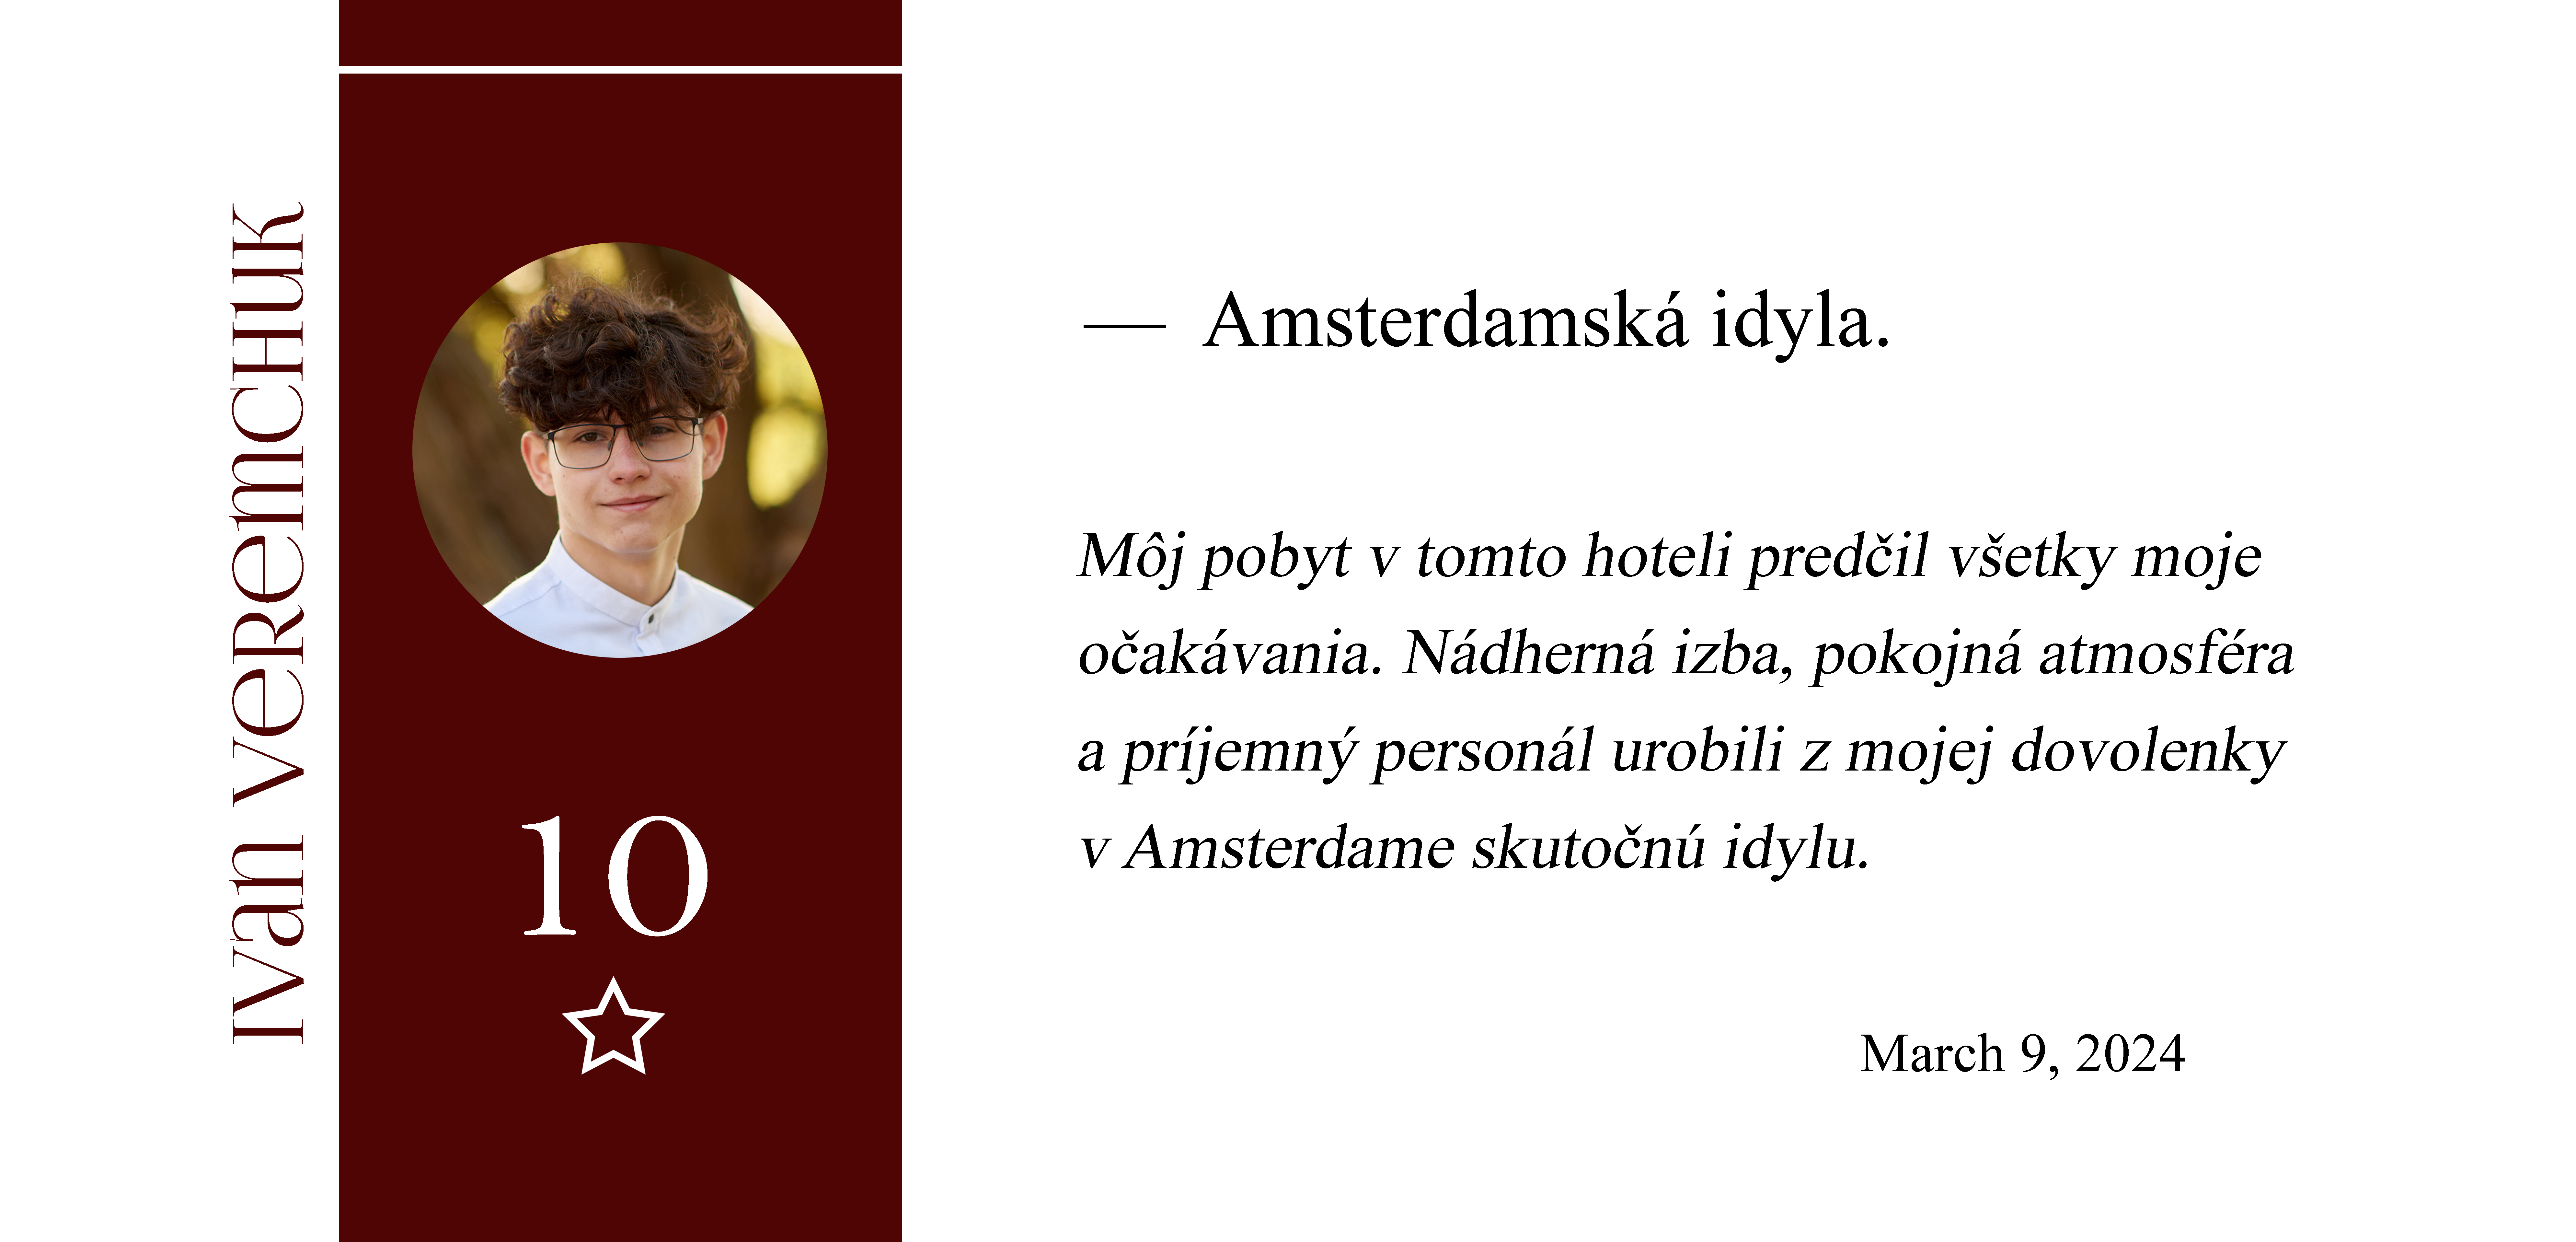 Ivan Veremchuk
10
— Amsterdamská idyla.
Môj pobyt v tomto hoteli predčil všetky moje
očakávania. Nádherná izba, pokojná atmosféra
a príjemný personál urobili z mojej dovolenky
v Amsterdame skutočnú idylu.
March 9, 2024